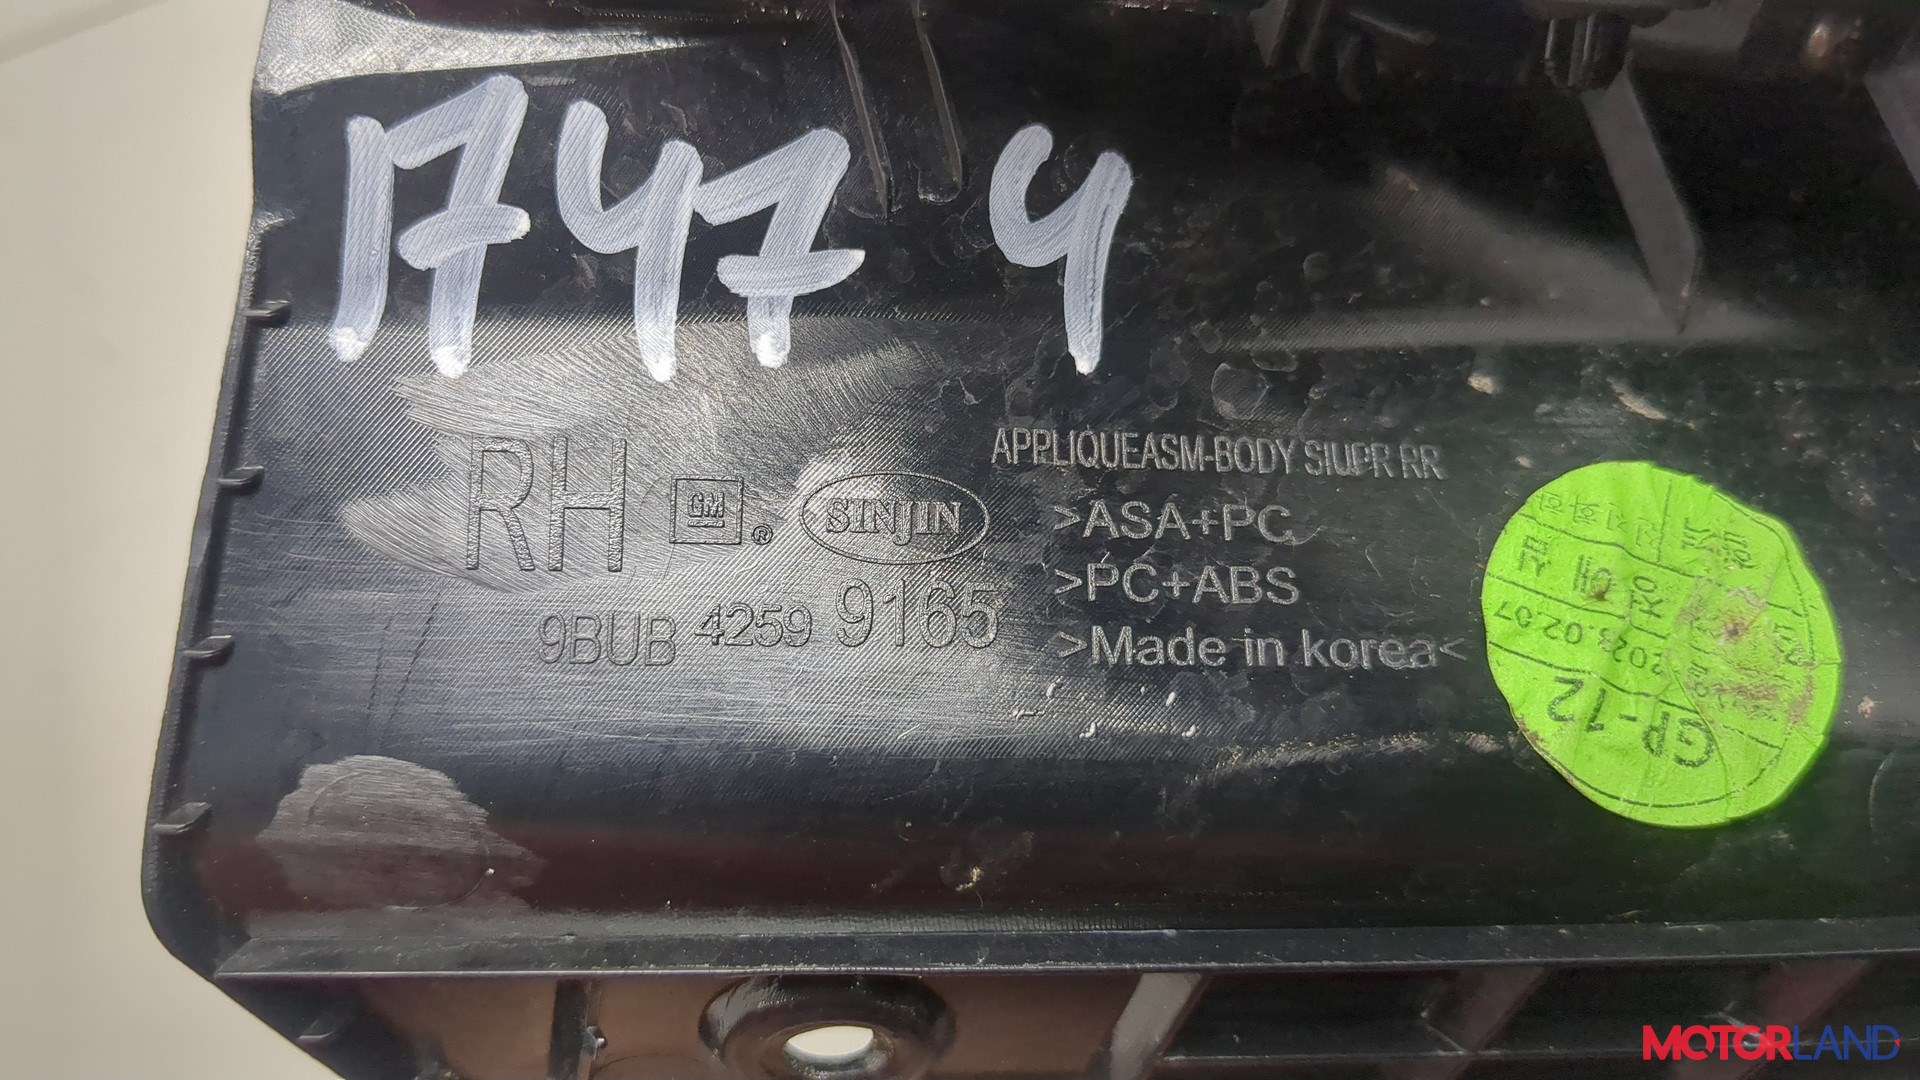 1747 4
RH GM ® SINJIN
9BUB 4259 9165
APPLIQUEASM-BODY SIUPR RR
>ASA+PC
>PC+ABS
>Made in korea<
GP-12
2023.02.07
MOTORLAND